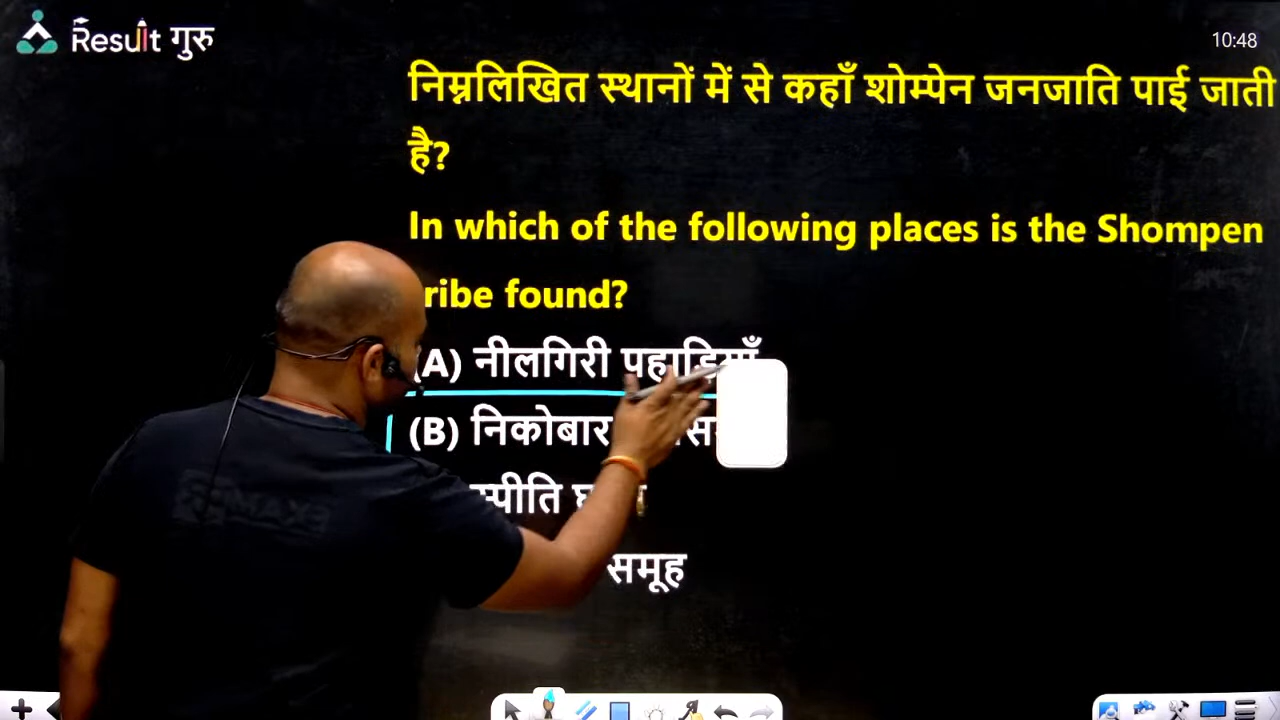 Result गुरु
10:48
निम्नलिखित स्थानों में से कहाँ शोम्पेन जनजाति पाई जाती
है?
In which of the following places is the Shompen
ribe found?
(A) नीलगिरी पहाड़ियाँ
(B) निकोबार
स्पीति
समूह